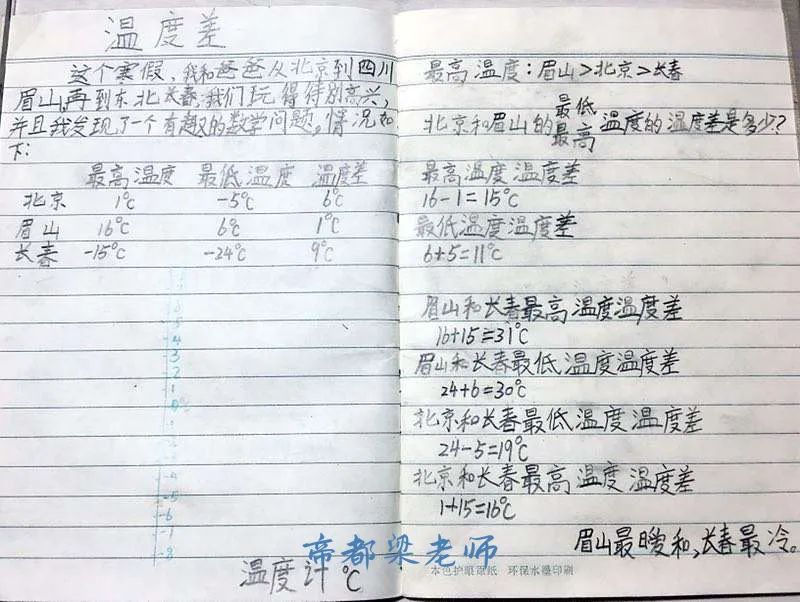 温度差
这个寒假,我和爸爸从北京到四川
眉山,再到东北长春,我们玩得特别高兴,
并且我发现了一个有趣的数学问题。情况如
下:
最高温度 最低温度 温度差
北京 1℃ -5℃ 6℃
眉山 16℃ 6℃ 1℃
长春 -15℃ -24℃ 9℃
5
4
3
2
1
0
-5
-6
-8
温度计℃
最高温度:眉山>北京>长春
最低
北京和眉山的 温度的温度差是多少?
最高
最高温度温度差
16-1=15℃
最低温度温度差
6+5=11℃
眉山和长春最高温度温度差
16+15=31℃
眉山和长春最低温度温度差
24+6=30℃
北京和长春最低温度温度差
24-5=19℃
北京和长春最高温度温度差
1+15=16℃
眉山最暖和,长春最冷。
帝都梁老师
本色护眼原纸 环保水墨印刷